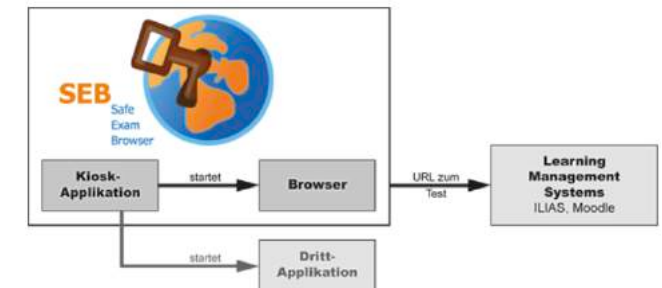 SEB
Safe
Exam
Browser
Kiosk-
Applikation
startet
Browser
URL zum
Test
Learning
Management
Systems
ILIAS, Moodle
startet
Dritt-
Applikation